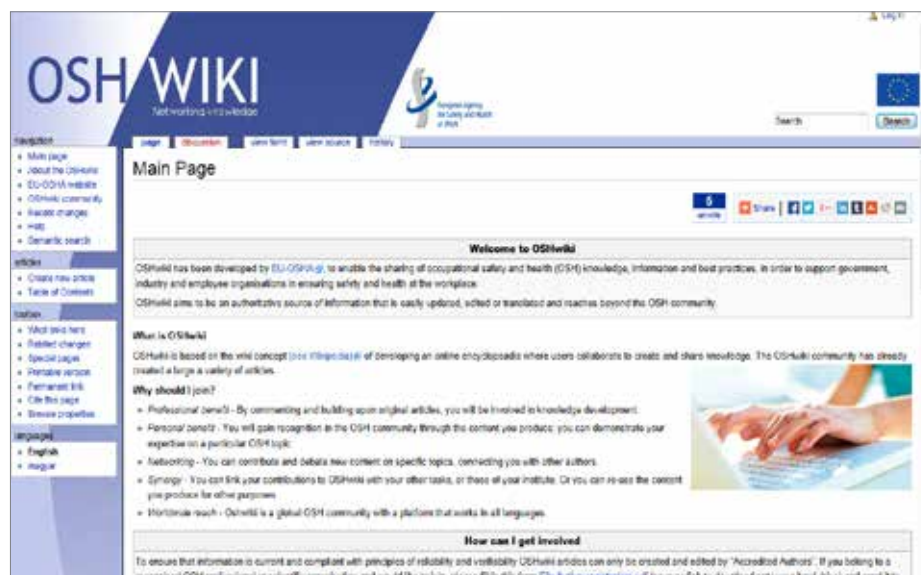 Log in
OSH WIKI
Networking knowledge
European Agency
for Safety and Health
at Work
Search
Search
navigation
Main page
About the OSHwiki
EU-OSHA website
OSHwiki community
Recent changes
Help
Semantic search
articles
Create new article
Table of Contents
toolbox
What links here
Related changes
Special pages
Printable version
Permanent link
Cite this page
Browse properties
languages
English
magyar
page discussion view form view source history
Main Page
Share
Welcome to OSHwiki
OSHwiki has been developed by EU-OSHA, to enable the sharing of occupational safety and health (OSH) knowledge, information and best practices, in order to support government,
industry and employee organisations in ensuring safety and health at the workplace.
OSHwiki aims to be an authoritative source of information that is easily updated, edited or translated and reaches beyond the OSH community.
What is OSHwiki
OSHwiki is based on the wiki concept (see Wikipedia) of developing an online encyclopaedia where users collaborate to create and share knowledge. The OSHwiki community has already
created a large a variety of articles.
Why should I join?
Professional benefit - By commenting and building upon original articles, you will be involved in knowledge development.
Personal benefit - You will gain recognition in the OSH community through the content you produce; you can demonstrate your
expertise on a particular OSH topic.
Networking - You can contribute and debate new content on specific topics, connecting you with other authors.
Synergy - You can link your contributions to OSHwiki with your other tasks, or those of your institute. Or you can re-use the content
you produce for other purposes.
Worldwide reach - Oshwiki is a global OSH community with a platform that works in all languages.
How can I get involved
To ensure that information is current and compliant with principles of reliability and verifiability OSHwiki articles can only be created and edited by "Accredited Authors". If you belong to a